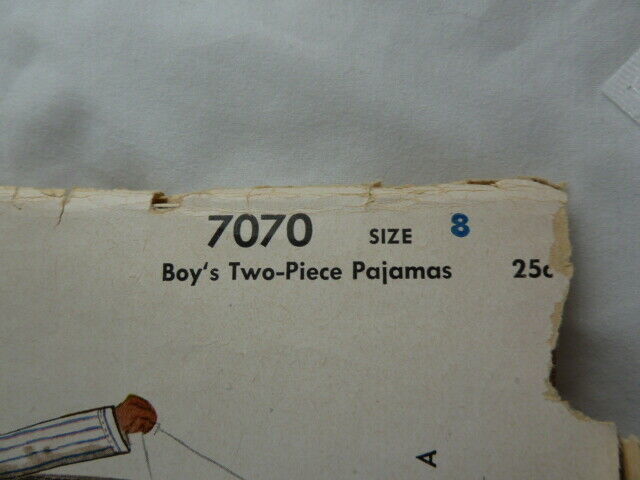 7070 SIZE 8
Boy's Two-Piece Pajamas 25¢
A